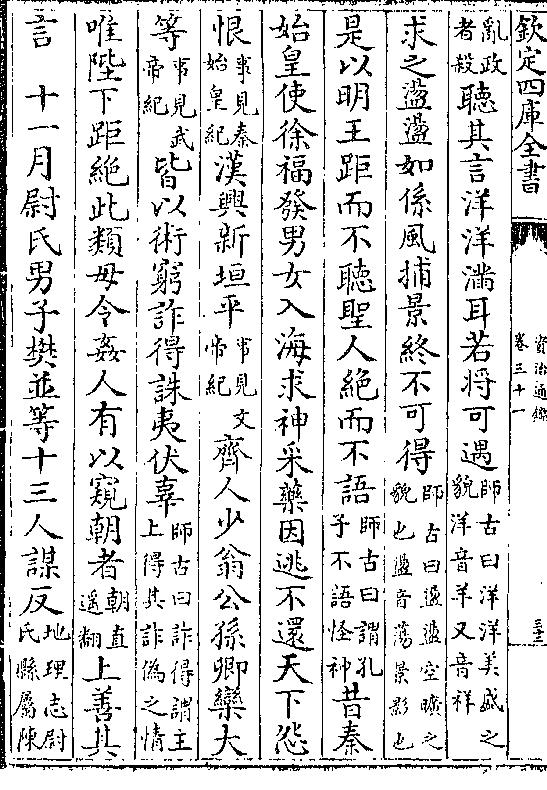 欽定四庫全書
資治通鑑
卷三十一
三十三
亂政者殺聽其言洋洋滿耳若將可遇師古曰洋洋美盛之貌洋音羊又音祥
求之盪盪如係風捕景終不可得師古曰盪盪空曠之貌也盪音蕩景影也
是以明王距而不聽聖人絶而不語師古曰謂孔子不語怪神昔秦
始皇使徐福發男女入海求神采藥因逃不還天下怨
恨事見秦始皇紀漢興新垣平事見文帝紀齊人少翁公孫卿欒大
等事見武帝紀皆以術窮詐得誅夷伏辜師古曰詐得謂主上得其詐偽之情
唯陛下距絶此類毋令姦人有以窺朝者朝直遥翻上善其
言　十一月尉氏男子樊並等十三人謀反地理志尉氏縣屬陳